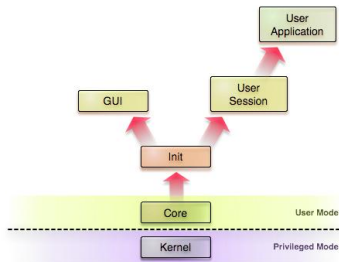 User
Application
GUI
User
Session
Init
Core
User Mode
Kernel
Privileged Mode